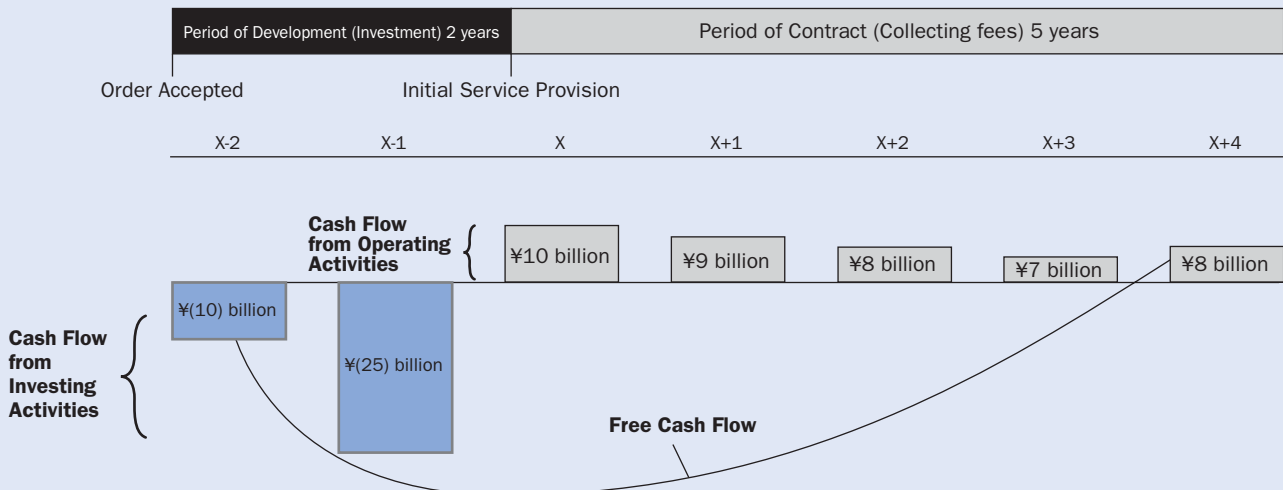 Period of Development (Investment) 2 years
Period of Contract (Collecting fees) 5 years
Order Accepted
Initial Service Provision
X-2
X-1
X
X+1
X+2
X+3
X+4
Cash Flow
from Operating
Activities
¥10 billion
¥9 billion
¥8 billion
¥7 billion
¥8 billion
¥(10) billion
¥(25) billion
Cash Flow
from
Investing
Activities
Free Cash Flow